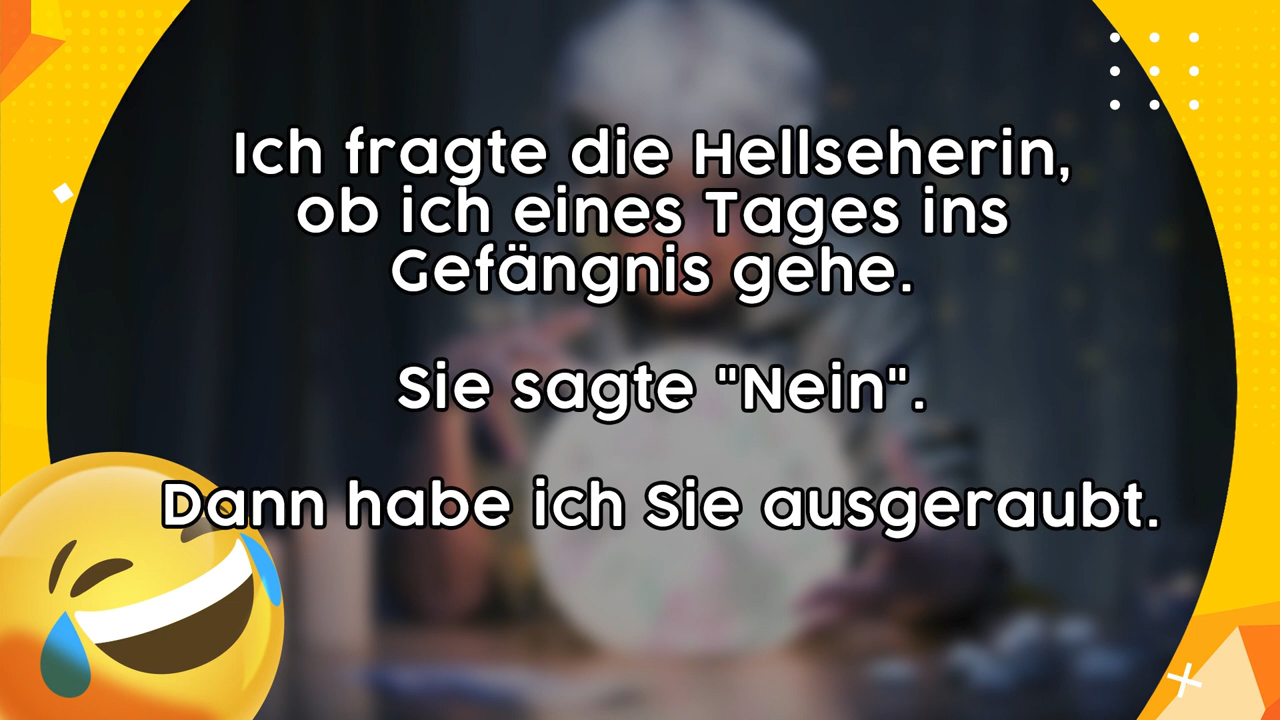 Ich fragte die Hellseherin,
ob ich eines Tages ins
Gefängnis gehe.
Sie sagte "Nein".
Dann habe ich Sie ausgeraubt.